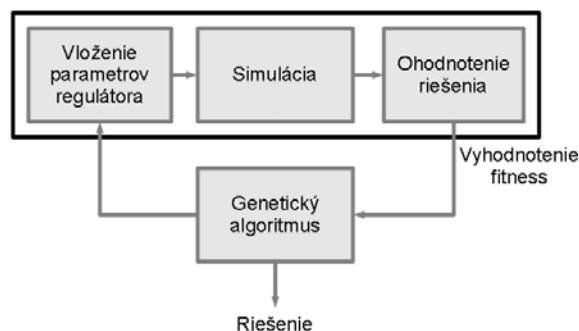 Vloženie
parametrov
regulátora
Simulácia
Ohodnotenie
riešenia
Vyhodnotenie
fitness
Genetický
algoritmus
Riešenie